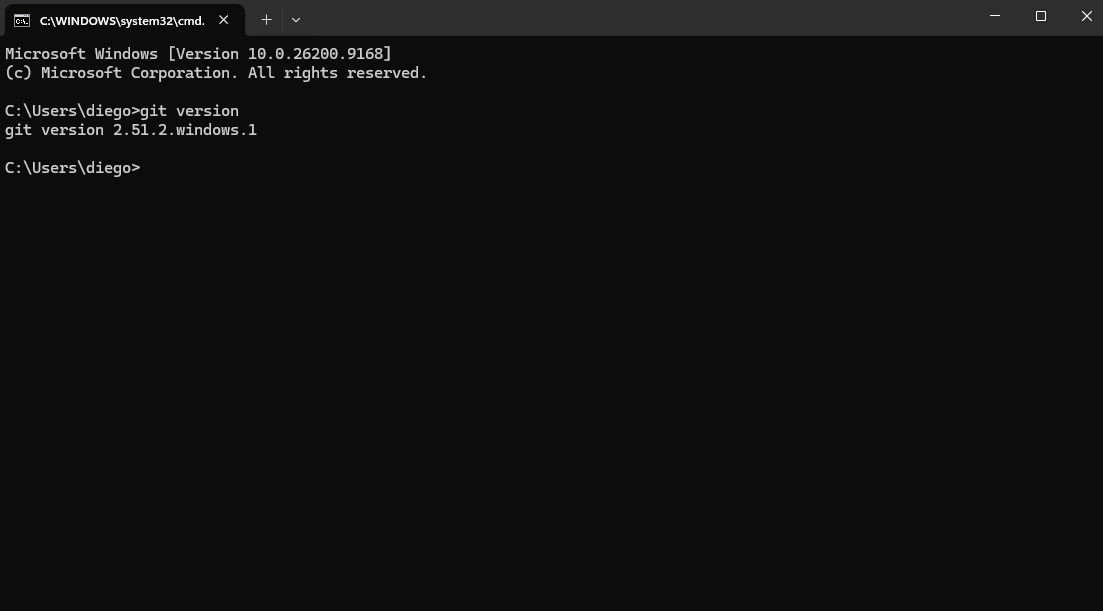 C:\WINDOWS\system32\cmd.
Microsoft Windows [Version 10.0.26200.9168]
(c) Microsoft Corporation. All rights reserved.
C:\Users\diego>git version
git version 2.51.2.windows.1
C:\Users\diego>